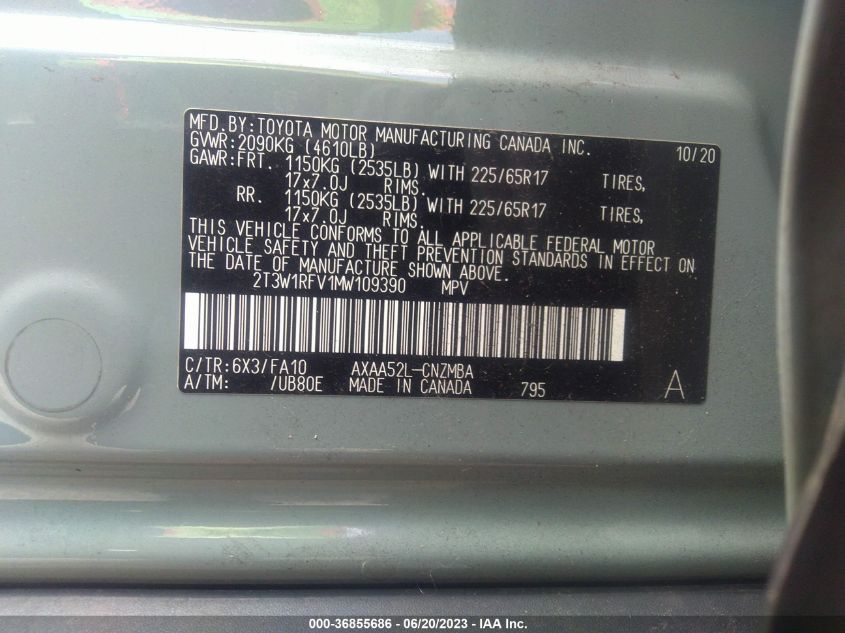 MFD.BY:TOYOTA MOTOR MANUFACTURING CANADA INC. 10/20
GVWR:2090KG (4610LB)
GAWR:FRT. 1150KG (2535LB) WITH 225/65R17 TIRES,
17x7.0J RIMS.
RR. 1150KG (2535LB) WITH 225/65R17 TIRES,
17x7.0J RIMS.
THIS VEHICLE CONFORMS TO ALL APPLICABLE FEDERAL MOTOR
VEHICLE SAFETY AND THEFT PREVENTION STANDARDS IN EFFECT ON
THE DATE OF MANUFACTURE SHOWN ABOVE.
2T3W1RFV1MW109390 MPV
C/TR:6X3/FA10 AXAA52L-CNZMBA
A/TM: /UB80E MADE IN CANADA 795 A
000-36855686 - 06/20/2023 - IAA Inc.